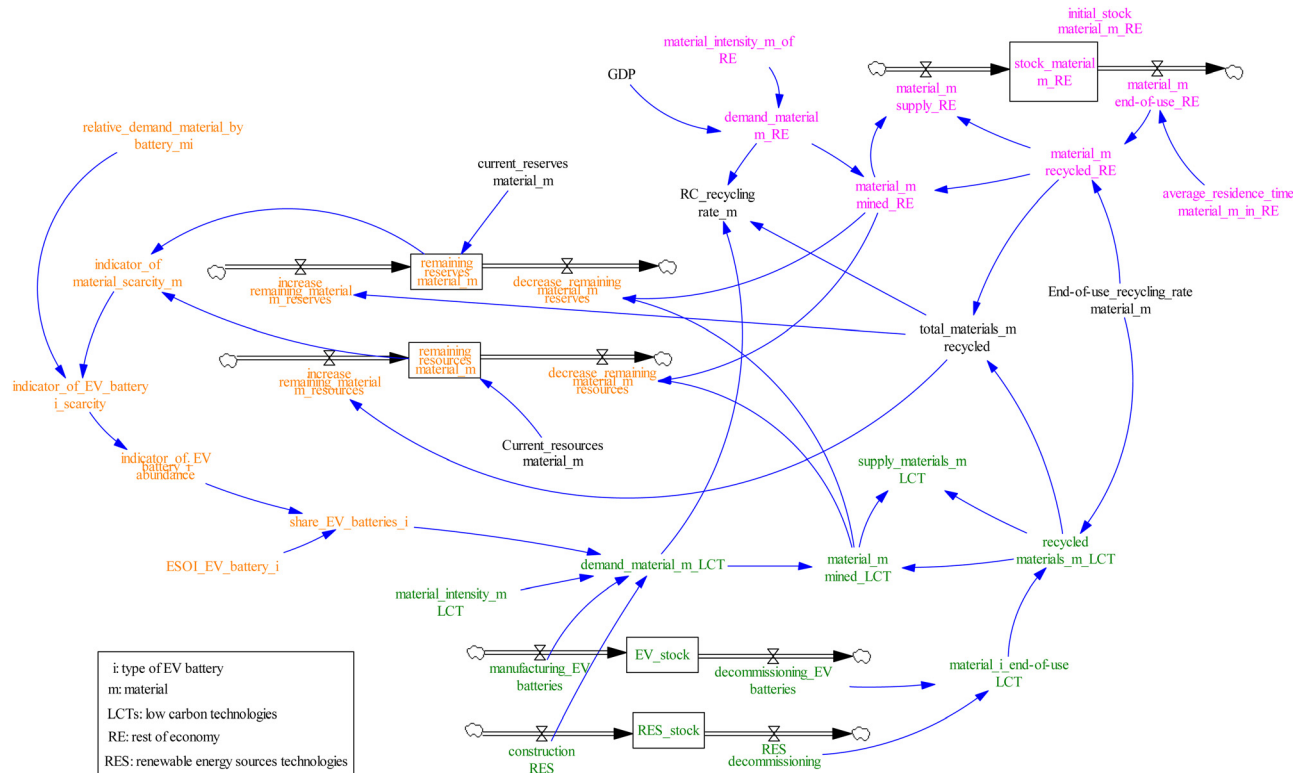 initial_stock
material_m_RE
material_intensity_m_of
RE
GDP
stock_material
m_RE
material_m
supply_RE
material_m
end-of-use_RE
demand_material
m_RE
relative_demand_material_by
battery_mi
current_reserves
material_m
material_m
recycled_RE
RC_recycling
rate_m
material_m
mined_RE
average_residence_time
material_m_in_RE
indicator_of
material_scarcity_m
remaining
reserves
material_m
increase
remaining_material
m_reserves
decrease_remaining
material_m
reserves
End-of-use_recycling_rate
material_m
total_materials_m
recycled
remaining
resources
material_m
increase
remaining_material
m_resources
decrease_remaining
material_m
resources
indicator_of_EV_battery
i_scarcity
Current_resources
material_m
indicator_of_EV
battery_i
abundance
supply_materials_m
LCT
share_EV_batteries_i
ESOI_EV_battery_i
demand_material_m_LCT
material_m
mined_LCT
recycled
materials_m_LCT
material_intensity_m
LCT
EV_stock
manufacturing_EV
batteries
decommissioning_EV
batteries
material_i_end-of-use
LCT
RES_stock
construction
RES
RES
decommissioning
i: type of EV battery
m: material
LCTs: low carbon technologies
RE: rest of economy
RES: renewable energy sources technologies